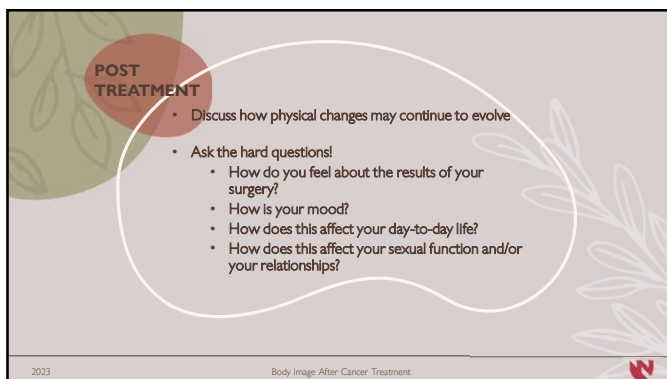 POST
TREATMENT
• Discuss how physical changes may continue to evolve
• Ask the hard questions!
• How do you feel about the results of your
surgery?
• How is your mood?
• How does this affect your day-to-day life?
• How does this affect your sexual function and/or
your relationships?
2023
Body Image After Cancer Treatment